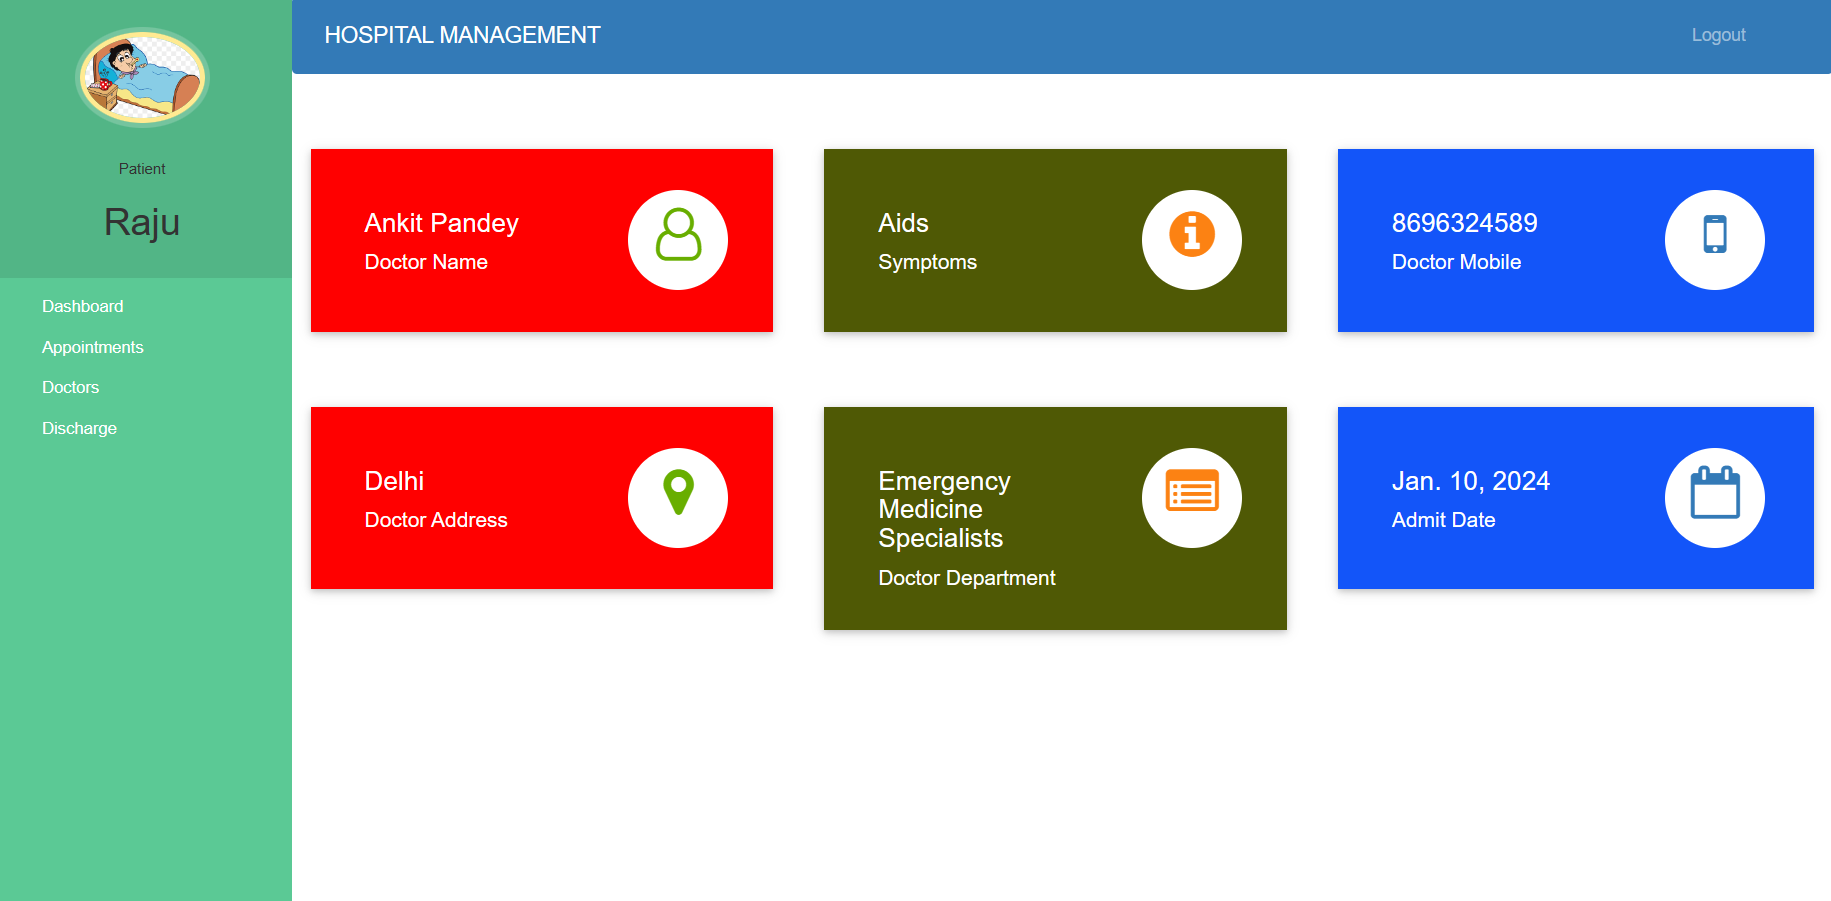 HOSPITAL MANAGEMENT
Logout
Patient
Raju
Dashboard
Appointments
Doctors
Discharge
Ankit Pandey
Doctor Name
Aids
Symptoms
8696324589
Doctor Mobile
Delhi
Doctor Address
Emergency
Medicine
Specialists
Doctor Department
Jan. 10, 2024
Admit Date